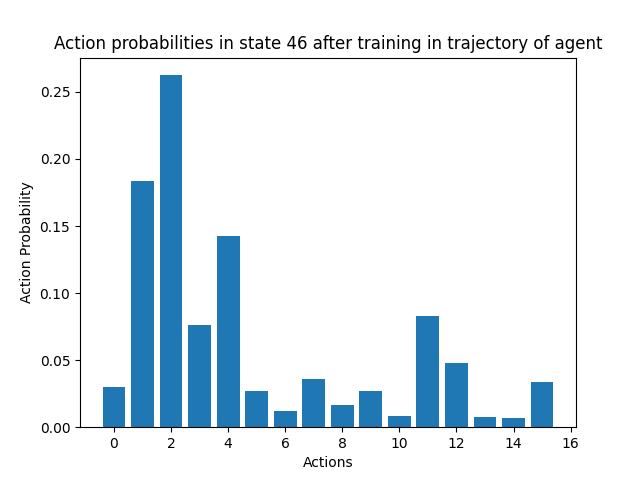 Action probabilities in state 46 after training in trajectory of agent
Action Probability
0.25
0.20
0.15
0.10
0.05
0.00
0 2 4 6 8 10 12 14 16
Actions